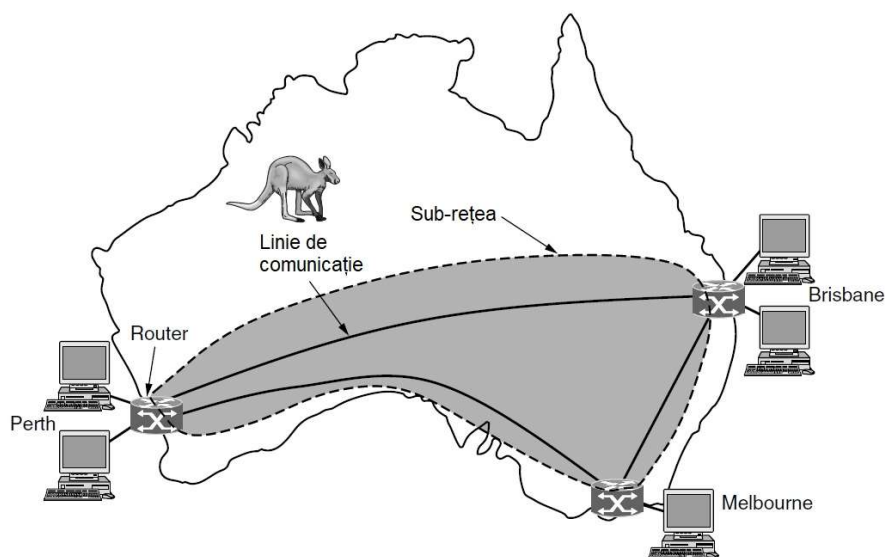 Sub-rețea
Linie de
comunicație
Brisbane
Router
Perth
Melbourne